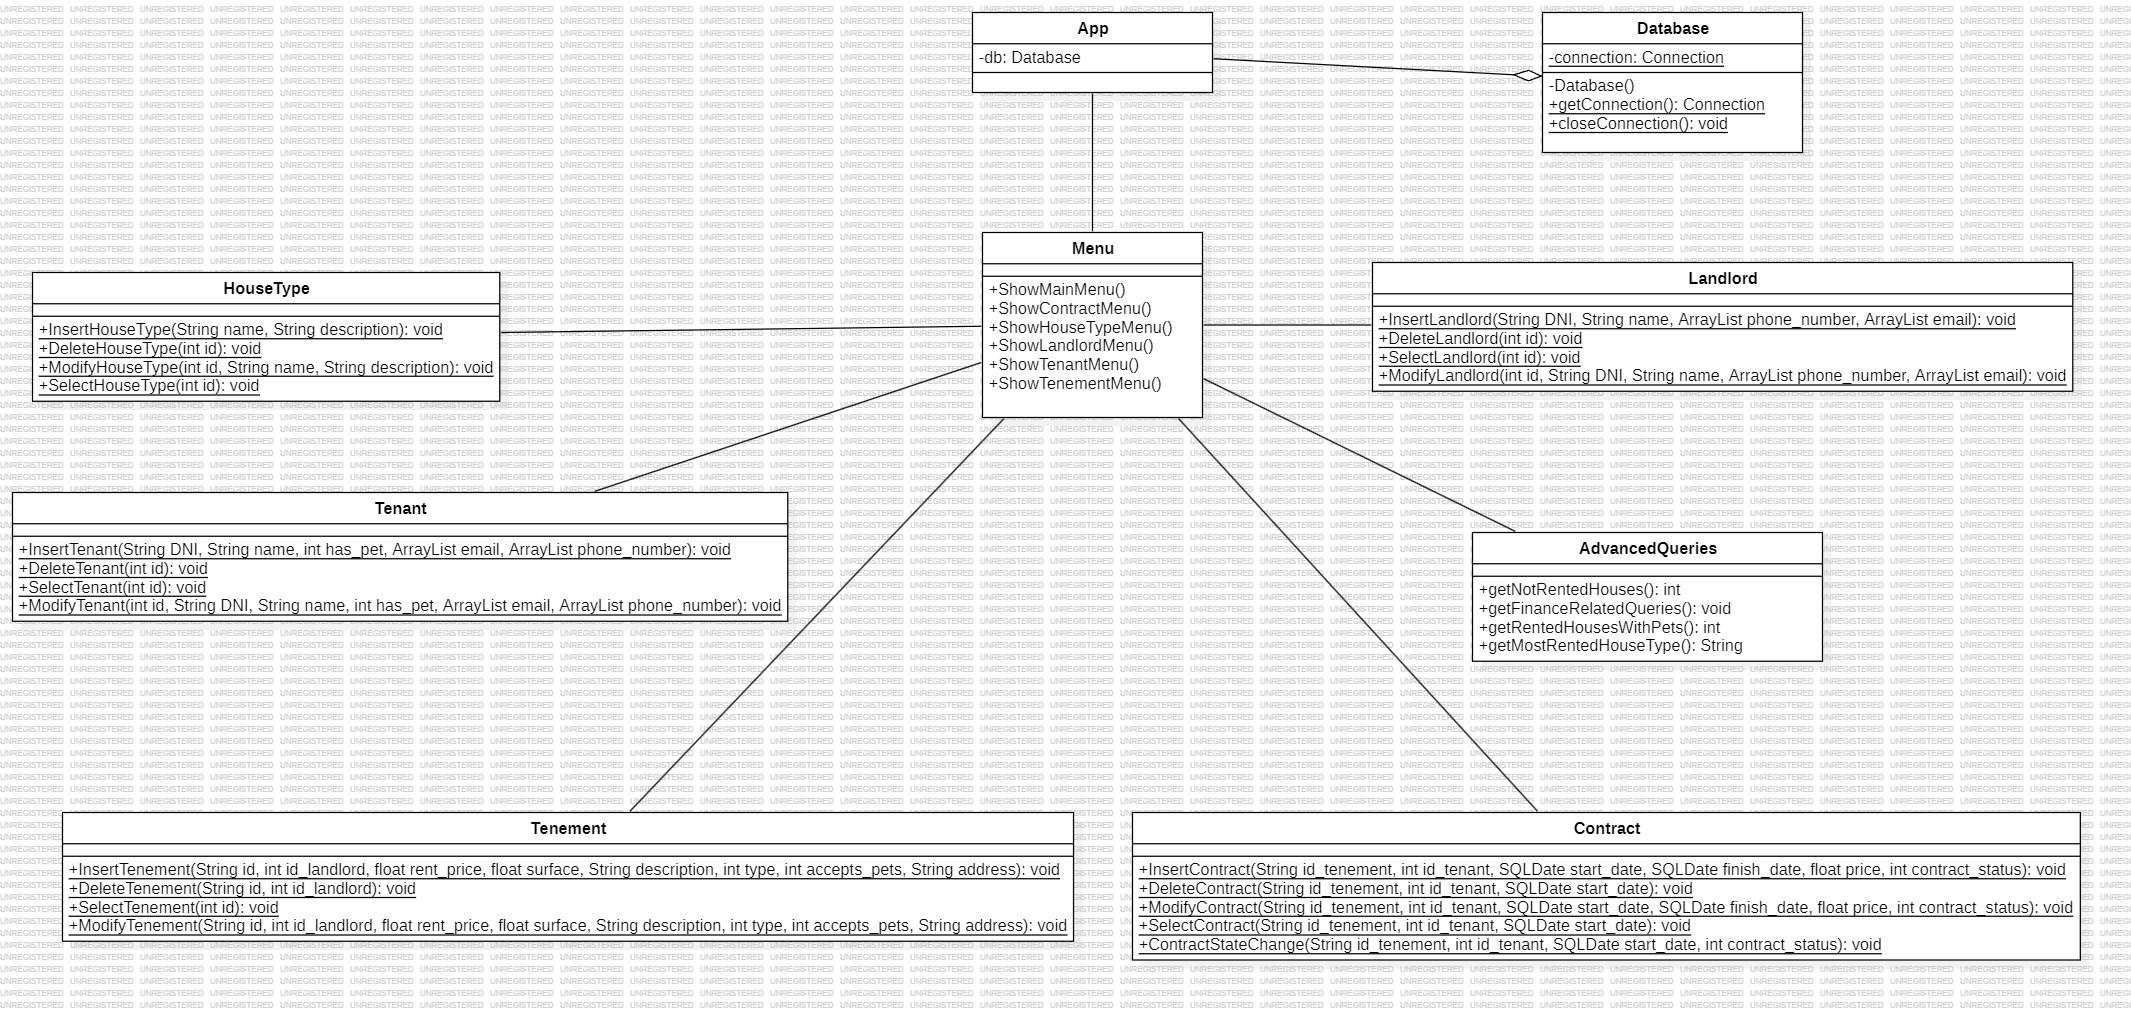 App
-db: Database
Database
-connection: Connection
-Database()
+getConnection(): Connection
+closeConnection(): void
Menu
+ShowMainMenu()
+ShowContractMenu()
+ShowHouseTypeMenu()
+ShowLandlordMenu()
+ShowTenantMenu()
+ShowTenementMenu()
HouseType
+InsertHouseType(String name, String description): void
+DeleteHouseType(int id): void
+ModifyHouseType(int id, String name, String description): void
+SelectHouseType(int id): void
Landlord
+InsertLandlord(String DNI, String name, ArrayList phone_number, ArrayList email): void
+DeleteLandlord(int id): void
+SelectLandlord(int id): void
+ModifyLandlord(int id, String DNI, String name, ArrayList phone_number, ArrayList email): void
Tenant
+InsertTenant(String DNI, String name, int has_pet, ArrayList email, ArrayList phone_number): void
+DeleteTenant(int id): void
+SelectTenant(int id): void
+ModifyTenant(int id, String DNI, String name, int has_pet, ArrayList email, ArrayList phone_number): void
AdvancedQueries
+getNotRentedHouses(): int
+getFinanceRelatedQueries(): void
+getRentedHousesWithPets(): int
+getMostRentedHouseType(): String
Tenement
+InsertTenement(String id, int id_landlord, float rent_price, float surface, String description, int type, int accepts_pets, String address): void
+DeleteTenement(String id, int id_landlord): void
+SelectTenement(int id): void
+ModifyTenement(String id, int id_landlord, float rent_price, float surface, String description, int type, int accepts_pets, String address): void
Contract
+InsertContract(String id_tenement, int id_tenant, SQLDate start_date, SQLDate finish_date, float price, int contract_status): void
+DeleteContract(String id_tenement, int id_tenant, SQLDate start_date): void
+ModifyContract(String id_tenement, int id_tenant, SQLDate start_date, SQLDate finish_date, float price, int contract_status): void
+SelectContract(String id_tenement, int id_tenant, SQLDate start_date): void
+ContractStateChange(String id_tenement, int id_tenant, SQLDate start_date, int contract_status): void
UNREGISTERED